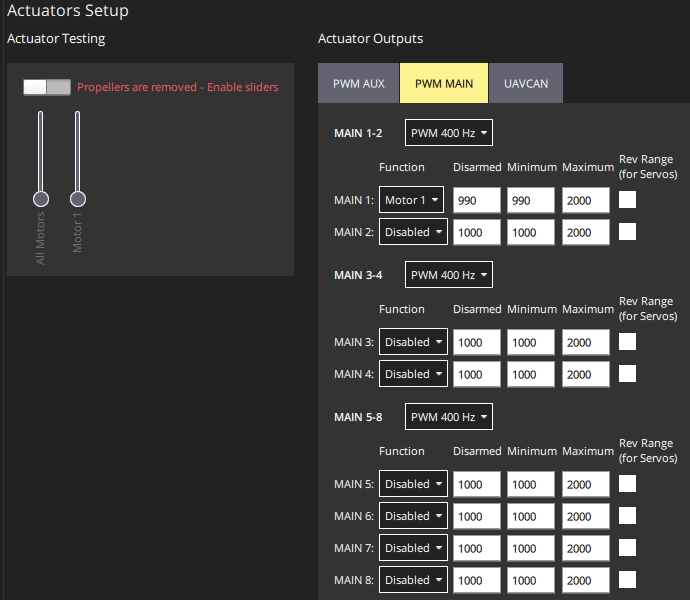 Actuators Setup
Actuator Testing
Propellers are removed - Enable sliders
All Motors
Motor 1
Actuator Outputs
PWM AUX PWM MAIN UAVCAN
MAIN 1-2 PWM 400 Hz
Function Disarmed Minimum Maximum Rev Range (for Servos)
MAIN 1: Motor 1 990 990 2000
MAIN 2: Disabled 1000 1000 2000
MAIN 3-4 PWM 400 Hz
Function Disarmed Minimum Maximum Rev Range (for Servos)
MAIN 3: Disabled 1000 1000 2000
MAIN 4: Disabled 1000 1000 2000
MAIN 5-8 PWM 400 Hz
Function Disarmed Minimum Maximum Rev Range (for Servos)
MAIN 5: Disabled 1000 1000 2000
MAIN 6: Disabled 1000 1000 2000
MAIN 7: Disabled 1000 1000 2000
MAIN 8: Disabled 1000 1000 2000